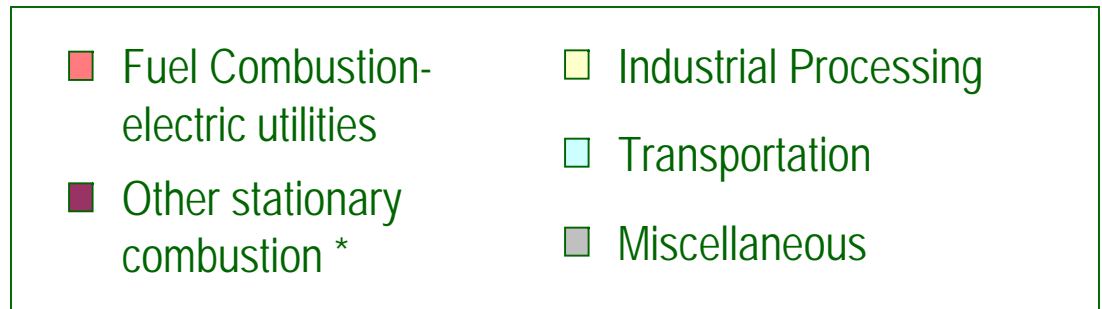 Fuel Combustion-
electric utilities
Other stationary
combustion *
Industrial Processing
Transportation
Miscellaneous